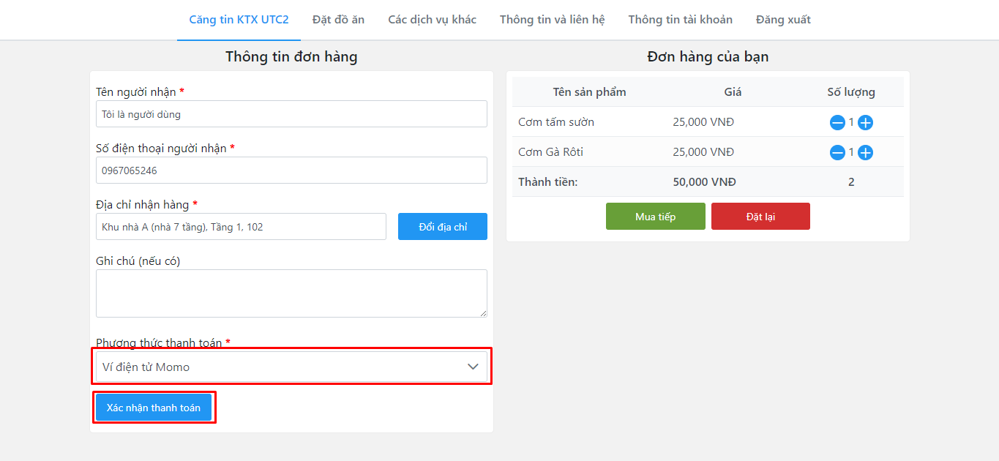 Căng tin KTX UTC2 Đặt đồ ăn Các dịch vụ khác Thông tin và liên hệ Thông tin tài khoản Đăng xuất
Thông tin đơn hàng
Tên người nhận *
Tôi là người dùng
Số điện thoại người nhận *
0967065246
Địa chỉ nhận hàng *
Khu nhà A (nhà 7 tầng), Tầng 1, 102
Đổi địa chỉ
Ghi chú (nếu có)
Phương thức thanh toán *
Ví điện tử Momo
Xác nhận thanh toán
Đơn hàng của bạn
Tên sản phẩm Giá Số lượng
Cơm tấm sườn 25,000 VNĐ 1
Cơm Gà Rôti 25,000 VNĐ 1
Thành tiền: 50,000 VNĐ 2
Mua tiếp Đặt lại